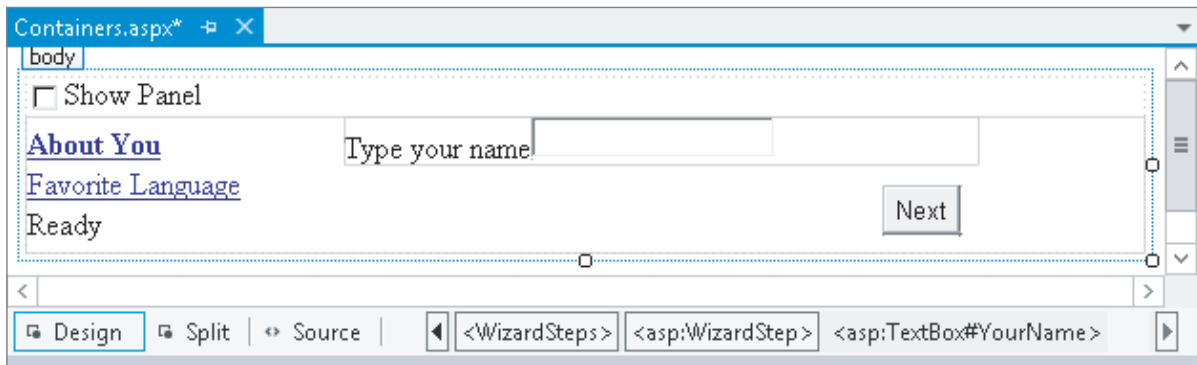 Containers.aspx*
body
Show Panel
About You
Type your name
Favorite Language
Next
Ready
Design Split Source <WizardSteps> <asp:WizardStep> <asp:TextBox#YourName>